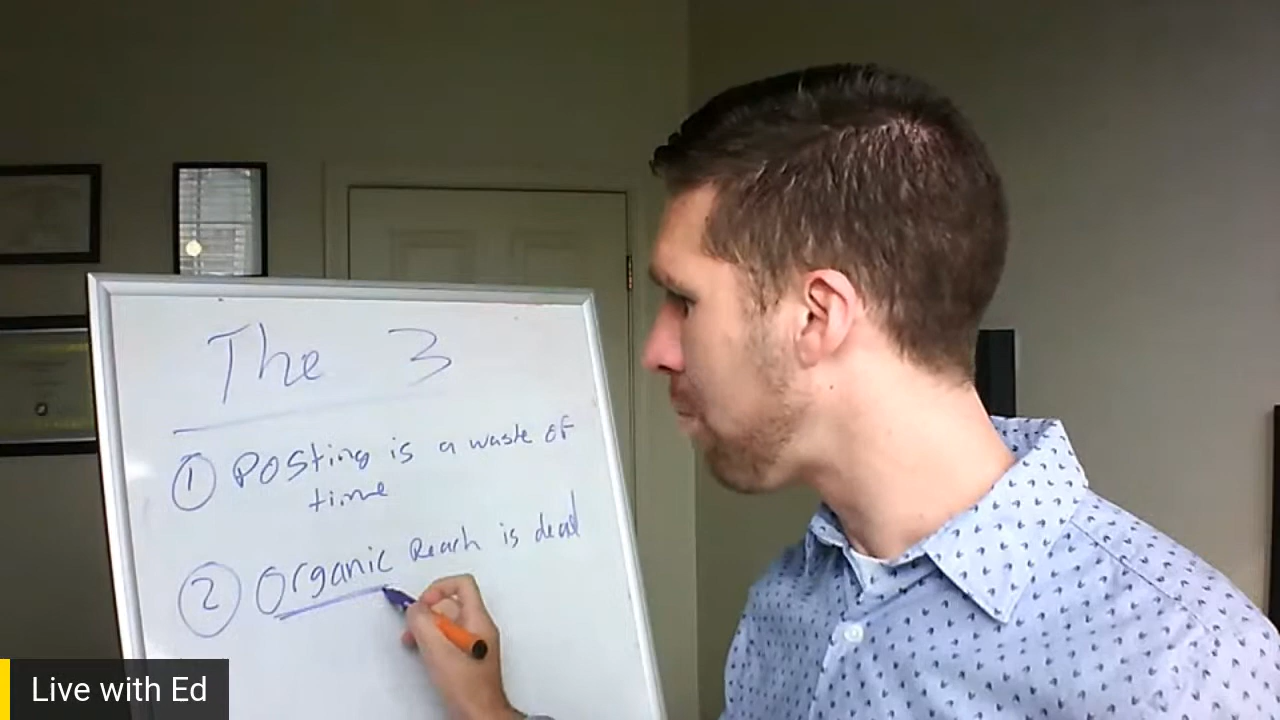 The 3
1 Posting is a waste of
time
2 Organic Reach is dead
Live with Ed